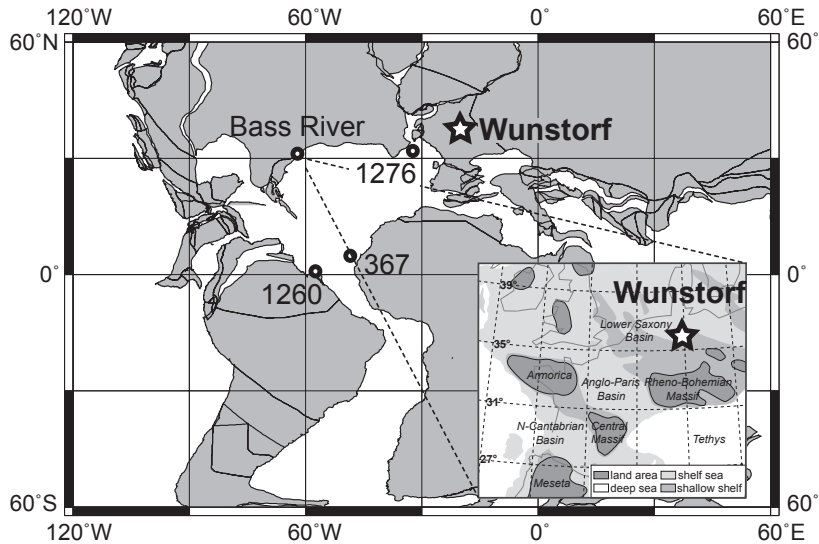 120°W 60°W 0° 60°E
60°N 60°
Bass River
Wunstorf
1276
0° 0°
367
1260
Wunstorf
39°
Lower Saxony
Basin
35°
Armorica
Anglo-Paris
Basin
Rheno-Bohemian
Massif
31°
N-Cantabrian
Basin
Central
Massif
Tethys
27°
Meseta
land area shelf sea
deep sea shallow shelf
60°S 60°
120°W 60°W 0° 60°E